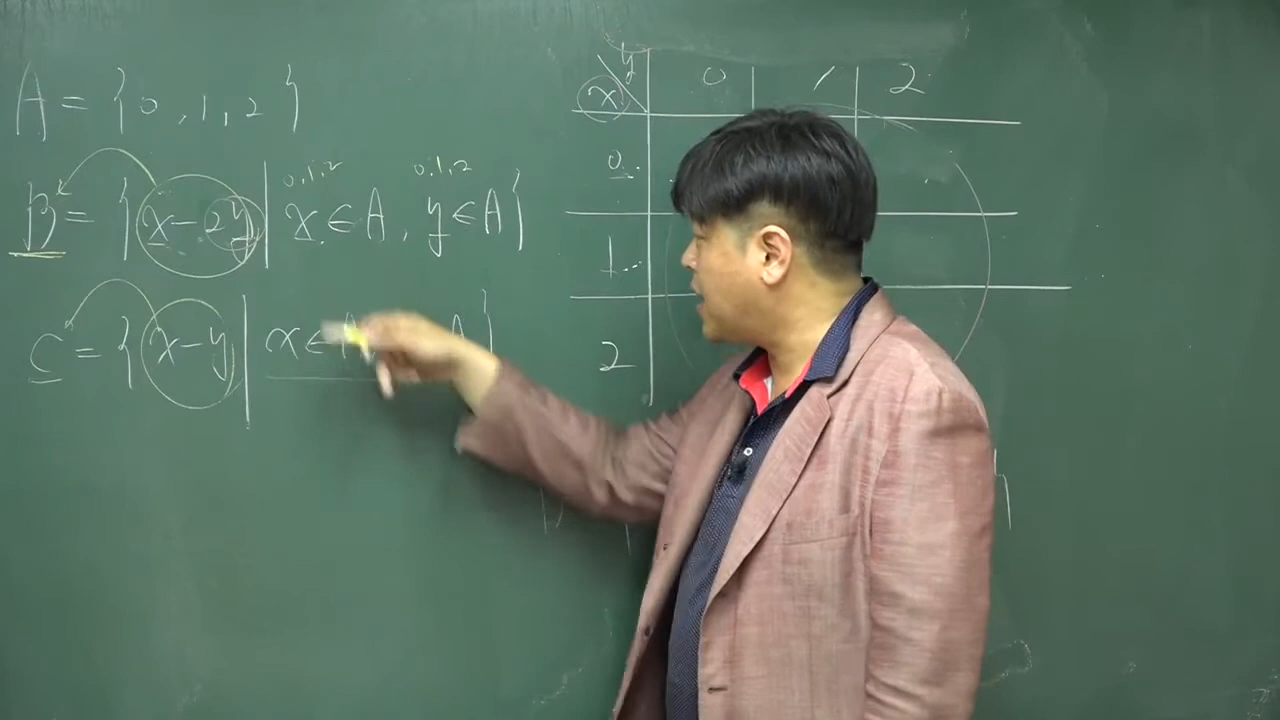 A = {0, 1, 2}
0,1,2 0,1,2
B = {x-2y | x∈A, y∈A}
C = {x-y | x∈A A}
y
x 0 1 2
0
1
2